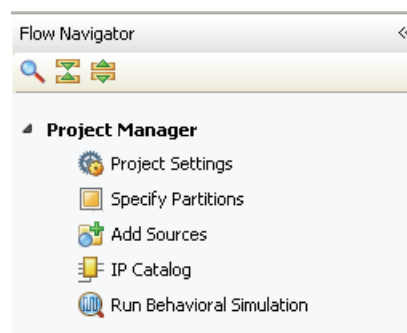 Flow Navigator
Project Manager
Project Settings
Specify Partitions
Add Sources
IP Catalog
Run Behavioral Simulation